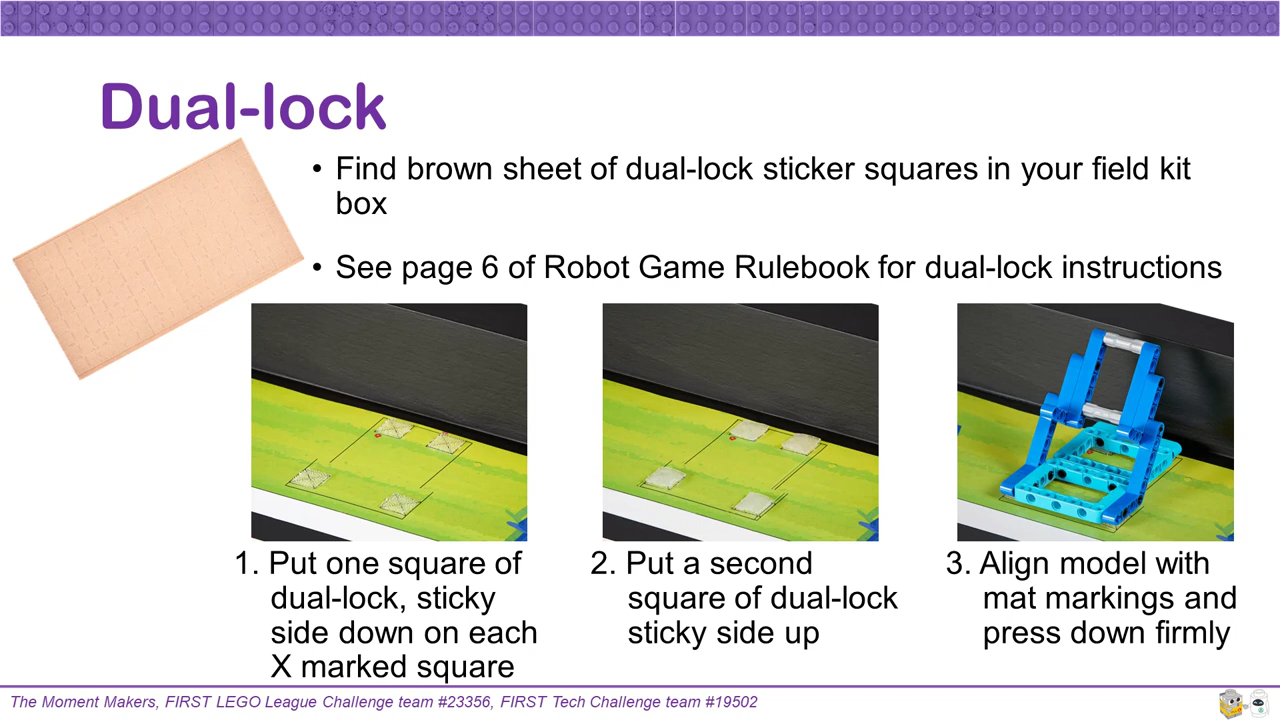 Dual-lock
• Find brown sheet of dual-lock sticker squares in your field kit
box
• See page 6 of Robot Game Rulebook for dual-lock instructions
1. Put one square of
dual-lock, sticky
side down on each
X marked square
2. Put a second
square of dual-lock
sticky side up
3. Align model with
mat markings and
press down firmly
The Moment Makers, FIRST LEGO League Challenge team #23356, FIRST Tech Challenge team #19502